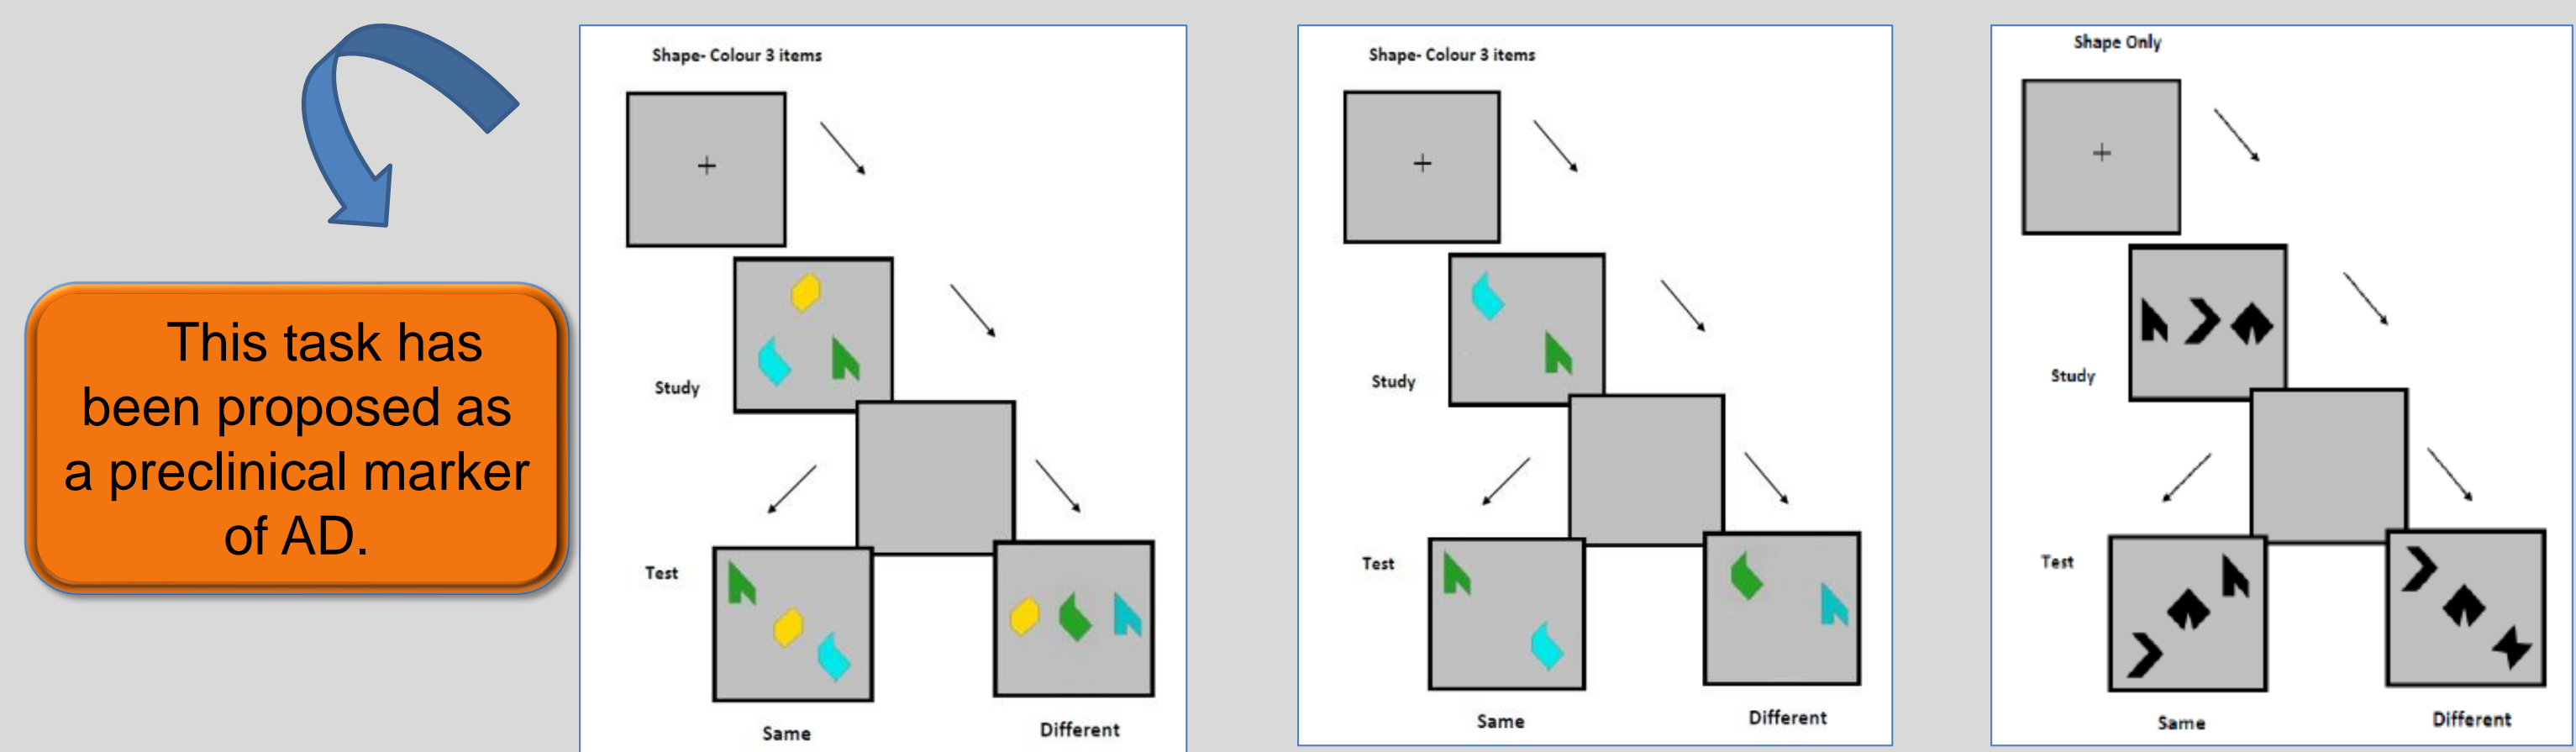 This task has
been proposed as
a preclinical marker
of AD.
Shape- Colour 3 items
Study
Test
Same
Different
Shape- Colour 3 items
Study
Test
Same
Different
Shape Only
Study
Test
Same
Different